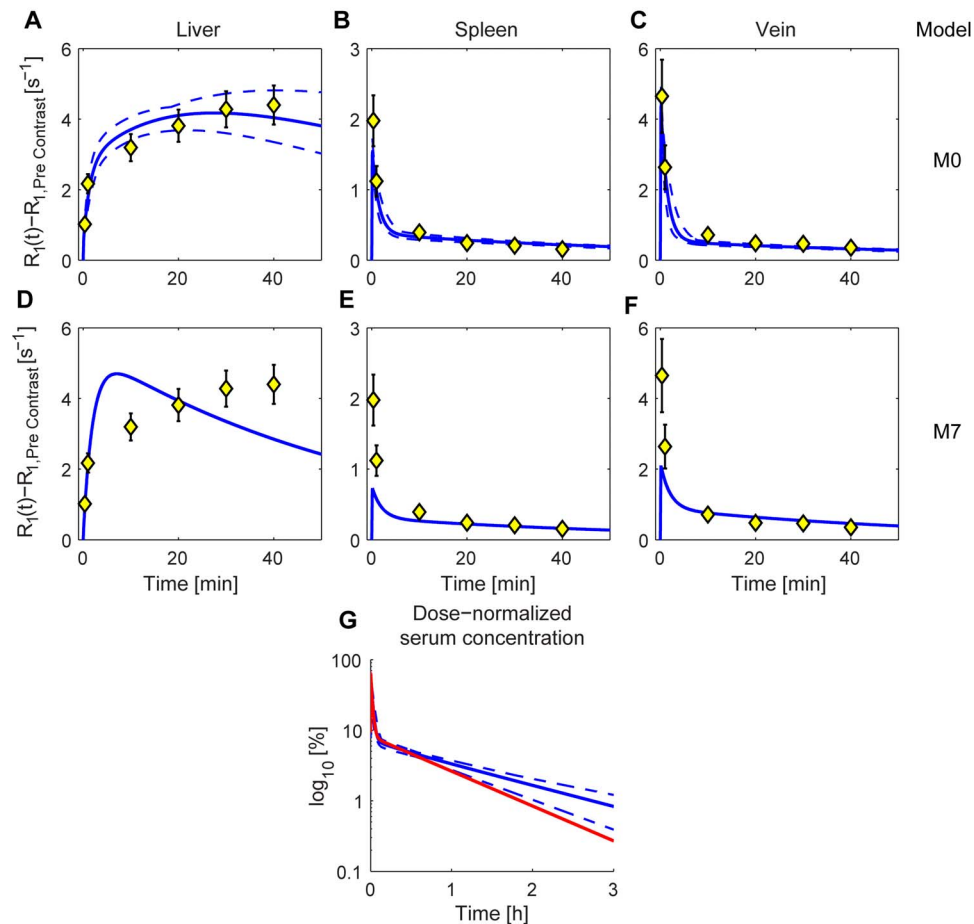 A Liver
B Spleen
C Vein
Model
R₁(t)−R₁,Pre Contrast [s⁻¹]
6
4
2
0
0 20 40
3
2
1
0
0 20 40
6
4
2
0
0 20 40
M0
D
E
F
R₁(t)−R₁,Pre Contrast [s⁻¹]
6
4
2
0
0 20 40
Time [min]
3
2
1
0
0 20 40
Time [min]
6
4
2
0
0 20 40
Time [min]
M7
G
Dose−normalized
serum concentration
log₁₀ [%]
100
10
1
0.1
0 1 2 3
Time [h]